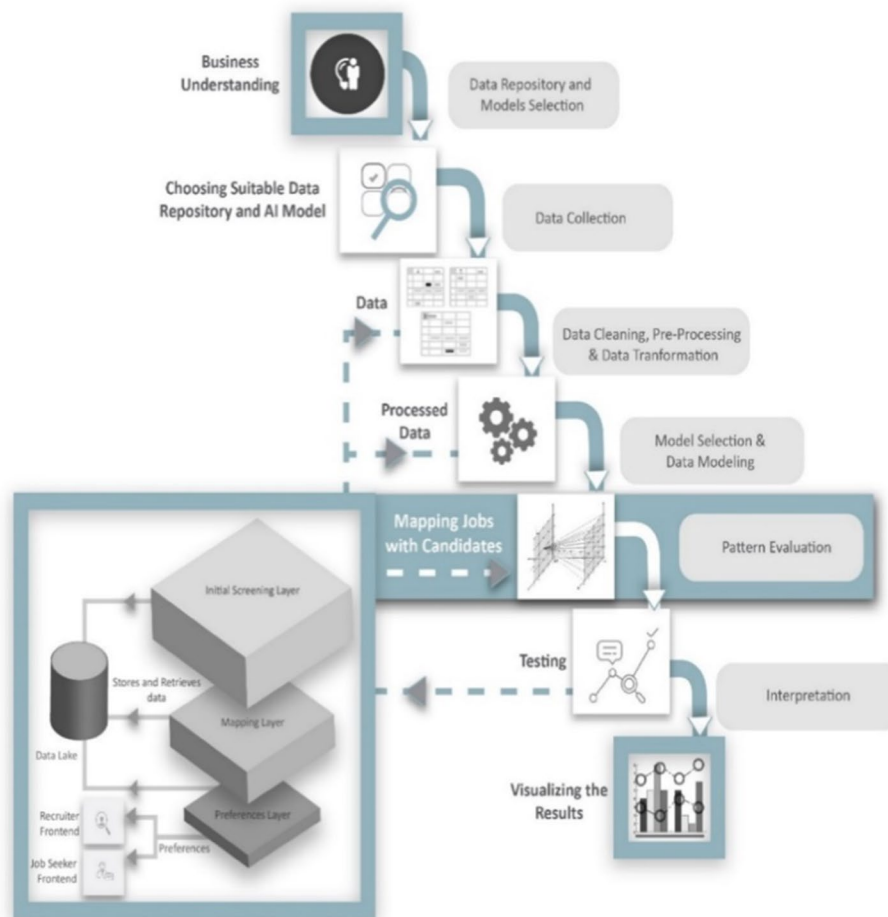 Business
Understanding
Data Repository and
Models Selection
Choosing Suitable Data
Repository and AI Model
Data Collection
Data
Data Cleaning, Pre-Processing
& Data Tranformation
Processed
Data
Model Selection &
Data Modeling
Mapping Jobs
with Candidates
Pattern Evaluation
Initial Screening Layer
Testing
Stores and Retrieves
data
Interpretation
Mapping Layer
Data Lake
Visualizing the
Results
Preferences Layer
Recruiter
Frontend
Preferences
Job Seeker
Frontend